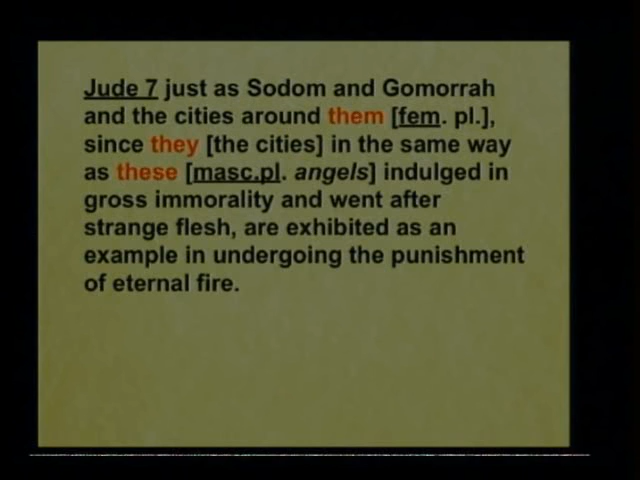 Jude 7 just as Sodom and Gomorrah
and the cities around them [fem. pl.],
since they [the cities] in the same way
as these [masc.pl. angels] indulged in
gross immorality and went after
strange flesh, are exhibited as an
example in undergoing the punishment
of eternal fire.